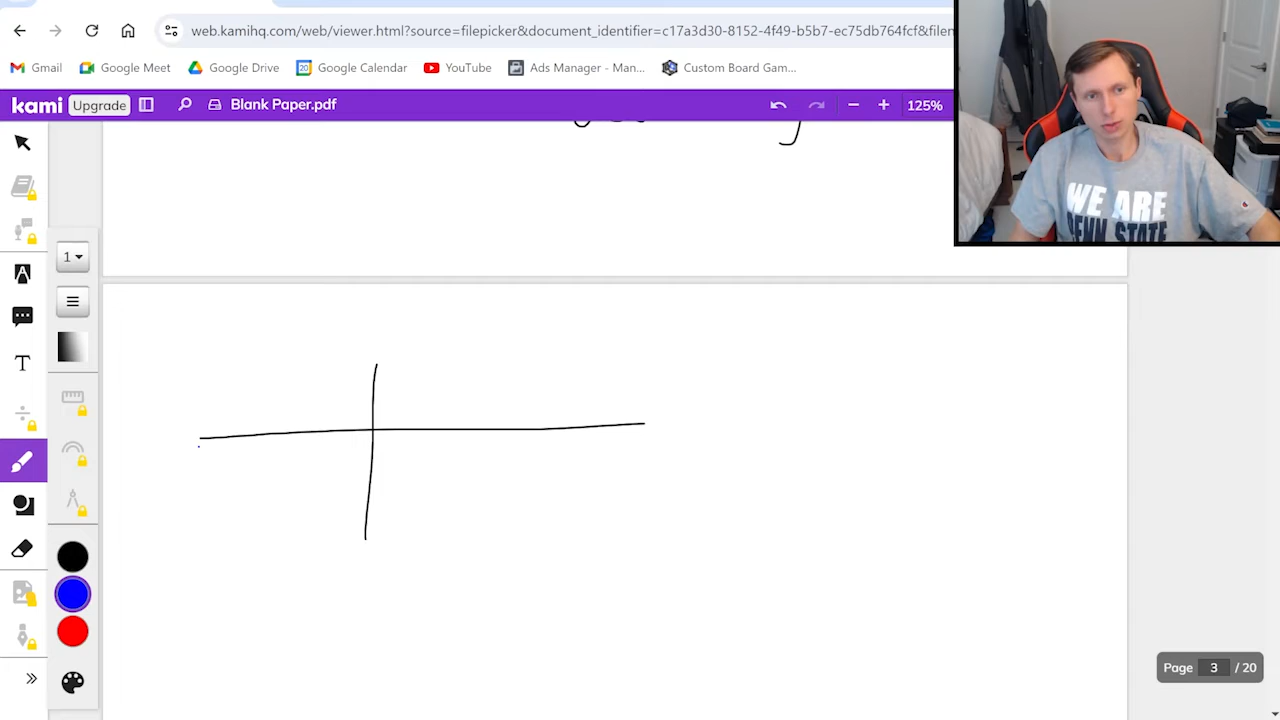 web.kamihq.com/web/viewer.html?source=filepicker&document_identifier=c17a3d30-8152-4f49-b5b7-ec75db764fcf&filen
Gmail Google Meet Google Drive 20 Google Calendar YouTube Ads Manager - Man... Custom Board Gam...
kami Upgrade Blank Paper.pdf 125%
WE ARE
PENN STATE
1
T
Page 3 / 20